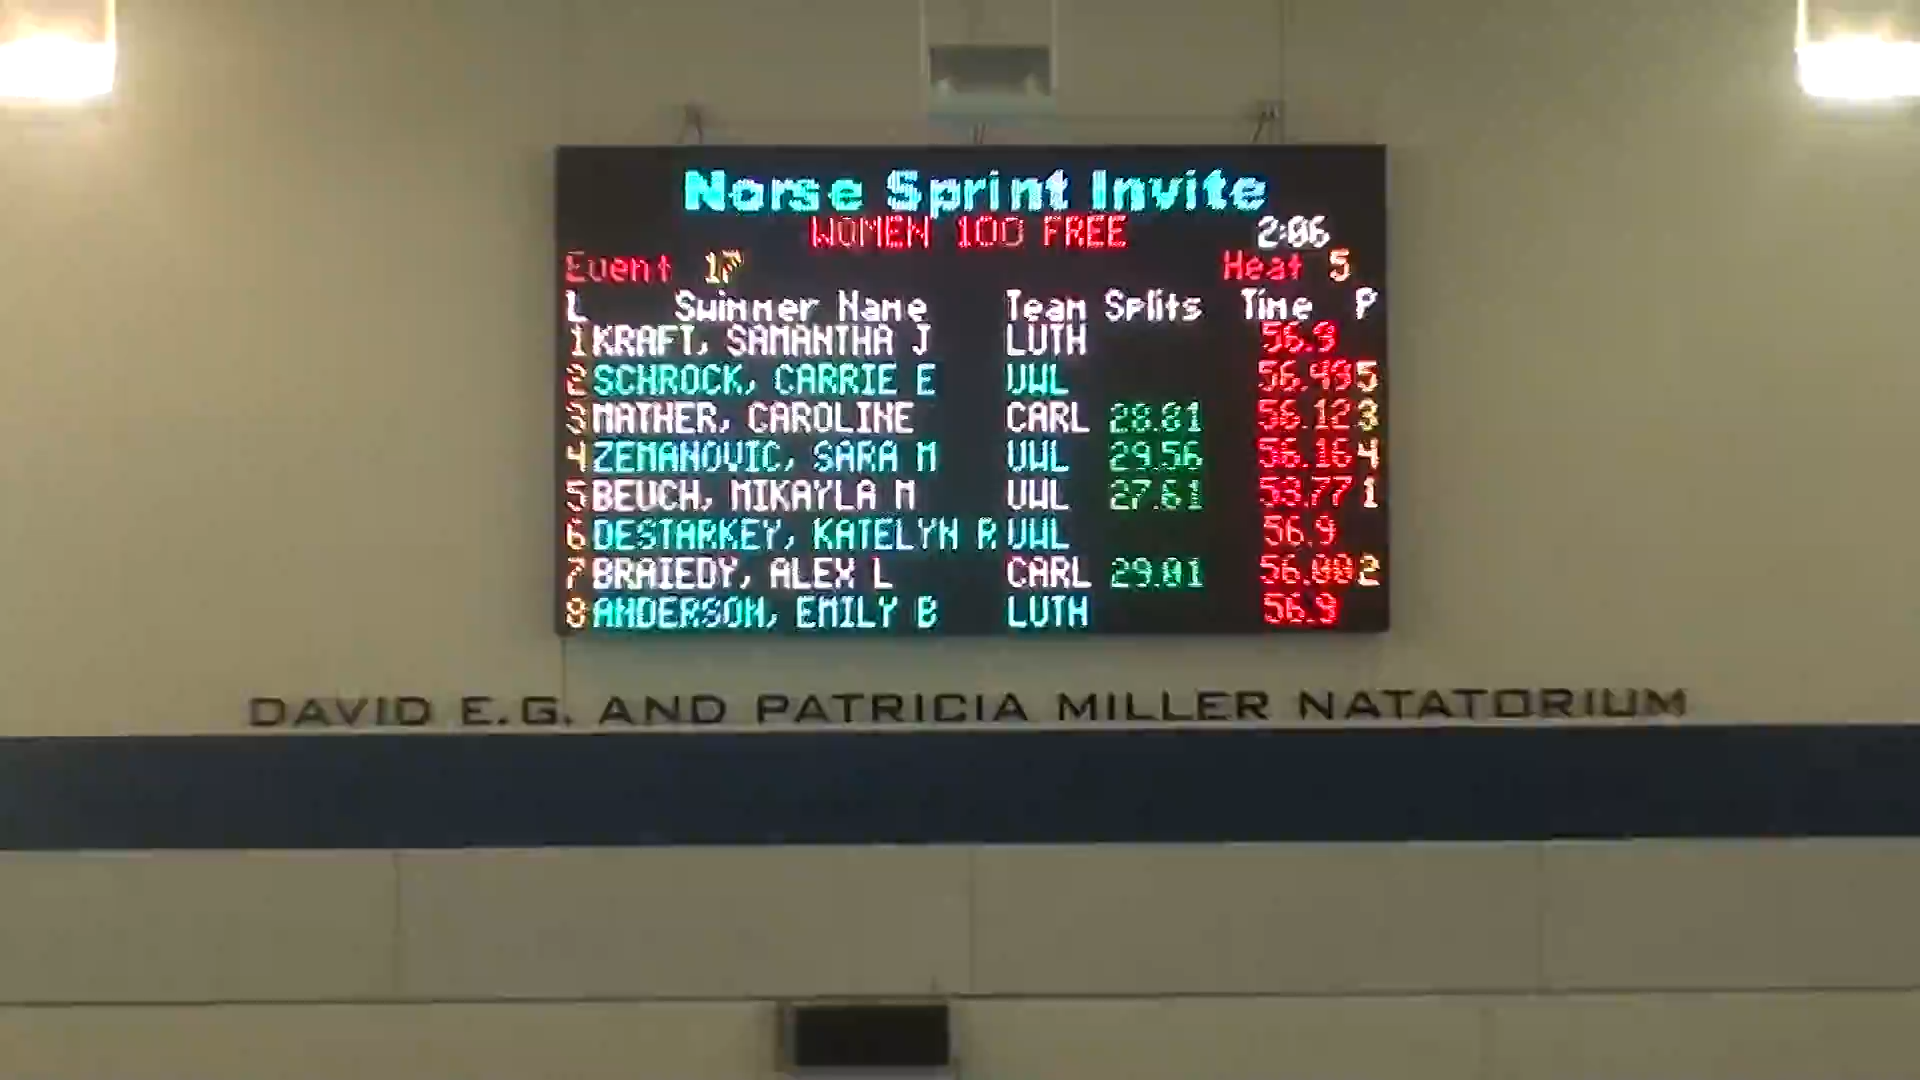 Norse Sprint Invite
WOMEN 100 FREE 2:06
Event 17 Heat 5
L Swimmer Name Team Splits Time P
1 KRAFT, SAMANTHA J LUTH 56.9
2 SCHROCK, CARRIE E UWL 56.49 5
3 MATHER, CAROLINE CARL 28.81 56.12 3
4 ZEMANOVIC, SARA M UWL 29.56 56.16 4
5 BEUCH, MIKAYLA M UWL 27.61 53.77 1
6 DESTARKEY, KATELYN R UWL 56.9
7 BRAIEDY, ALEX L CARL 29.01 56.00 2
8 ANDERSON, EMILY B LUTH 56.9
DAVID E.G. AND PATRICIA MILLER NATATORIUM